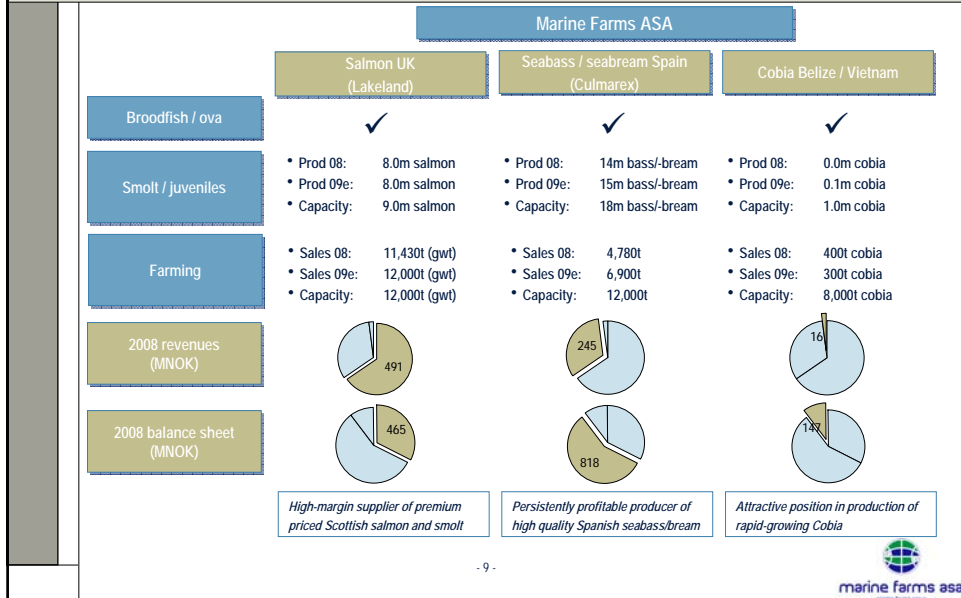 Marine Farms ASA
Salmon UK
(Lakeland)
Seabass / seabream Spain
(Culmarex)
Cobia Belize / Vietnam
Broodfish / ova
✓
✓
✓
Smolt / juveniles
• Prod 08: 8.0m salmon
• Prod 09e: 8.0m salmon
• Capacity: 9.0m salmon
• Prod 08: 14m bass/-bream
• Prod 09e: 15m bass/-bream
• Capacity: 18m bass/-bream
• Prod 08: 0.0m cobia
• Prod 09e: 0.1m cobia
• Capacity: 1.0m cobia
Farming
• Sales 08: 11,430t (gwt)
• Sales 09e: 12,000t (gwt)
• Capacity: 12,000t (gwt)
• Sales 08: 4,780t
• Sales 09e: 6,900t
• Capacity: 12,000t
• Sales 08: 400t cobia
• Sales 09e: 300t cobia
• Capacity: 8,000t cobia
2008 revenues
(MNOK)
491
245
16
2008 balance sheet
(MNOK)
465
818
147
High-margin supplier of premium
priced Scottish salmon and smolt
Persistently profitable producer of
high quality Spanish seabass/bream
Attractive position in production of
rapid-growing Cobia
- 9 -
marine farms asa